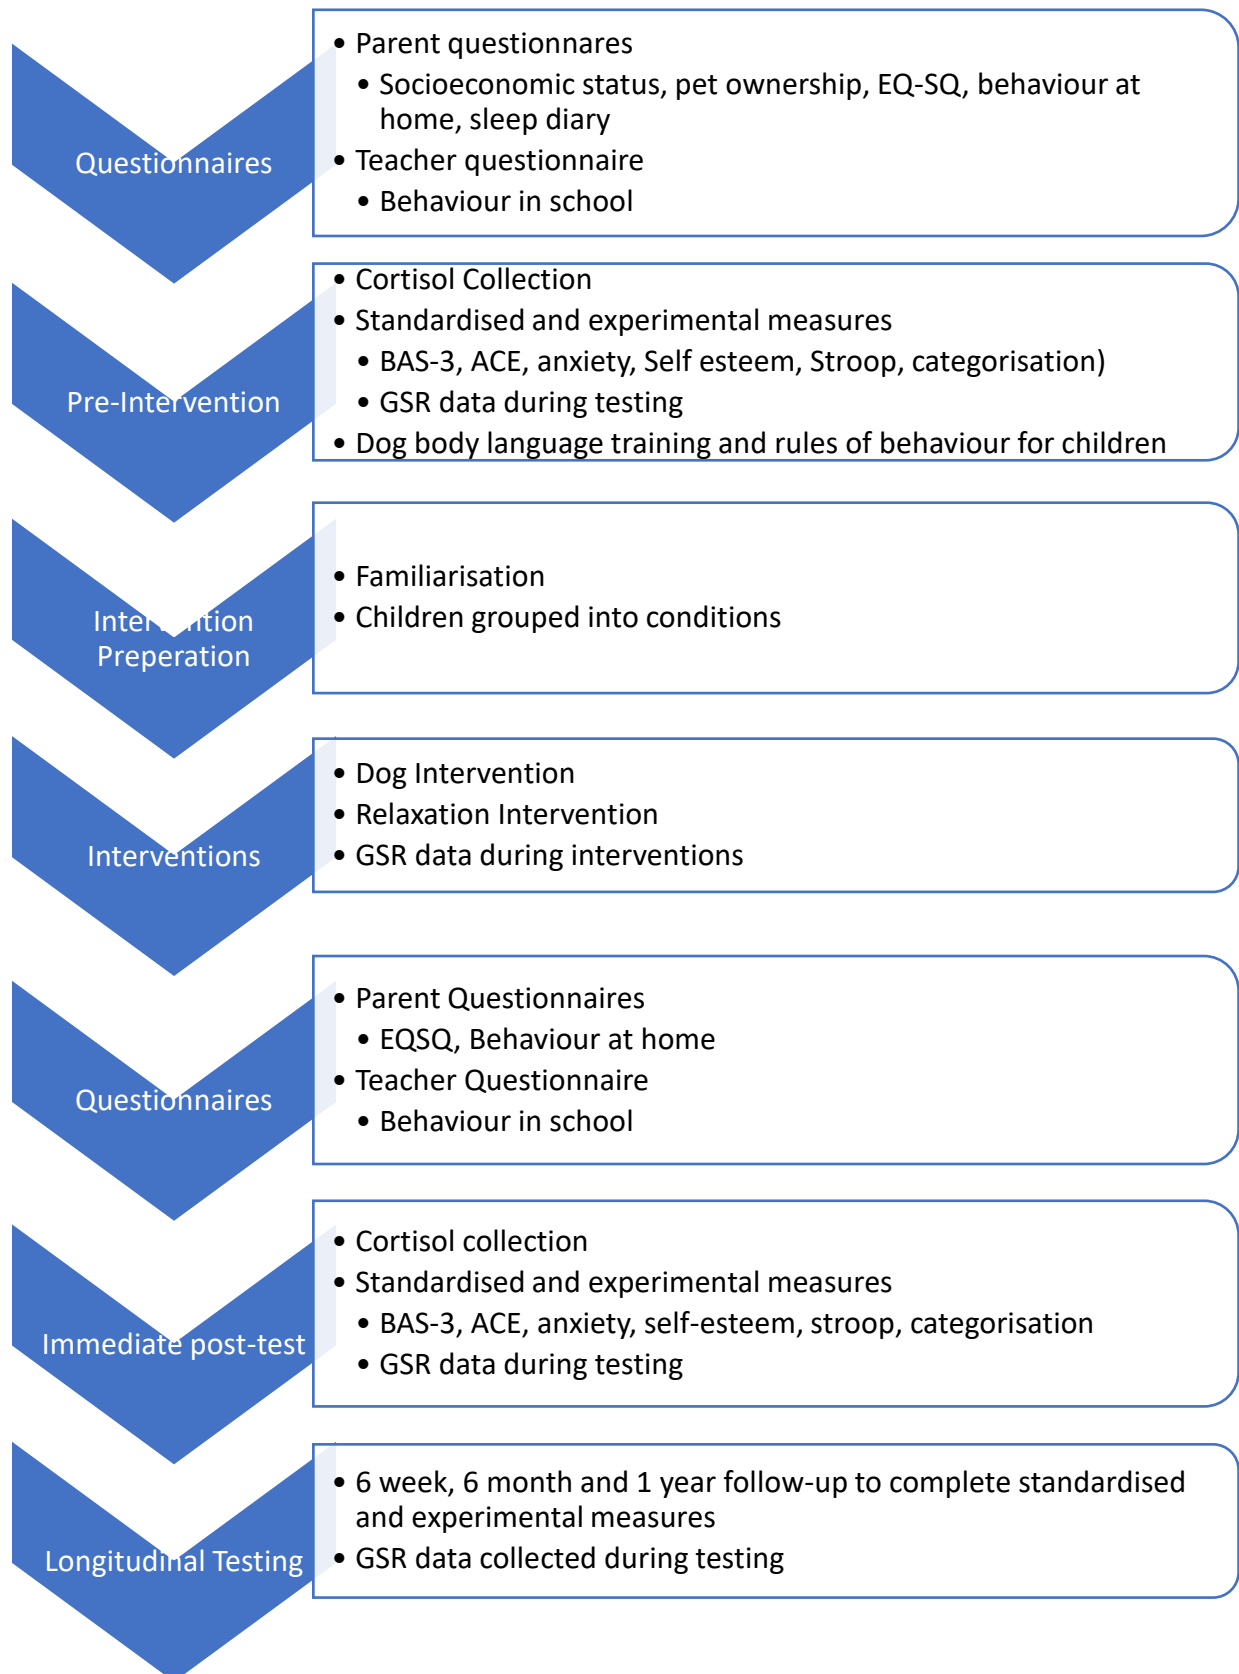 Questionnaires
• Parent questionnares
• Socioeconomic status, pet ownership, EQ-SQ, behaviour at
home, sleep diary
• Teacher questionnaire
• Behaviour in school
Pre-Intervention
• Cortisol Collection
• Standardised and experimental measures
• BAS-3, ACE, anxiety, Self esteem, Stroop, categorisation)
• GSR data during testing
• Dog body language training and rules of behaviour for children
Intervention
Preperation
• Familiarisation
• Children grouped into conditions
Interventions
• Dog Intervention
• Relaxation Intervention
• GSR data during interventions
Questionnaires
• Parent Questionnaires
• EQSQ, Behaviour at home
• Teacher Questionnaire
• Behaviour in school
Immediate post-test
• Cortisol collection
• Standardised and experimental measures
• BAS-3, ACE, anxiety, self-esteem, stroop, categorisation
• GSR data during testing
Longitudinal Testing
• 6 week, 6 month and 1 year follow-up to complete standardised
and experimental measures
• GSR data collected during testing